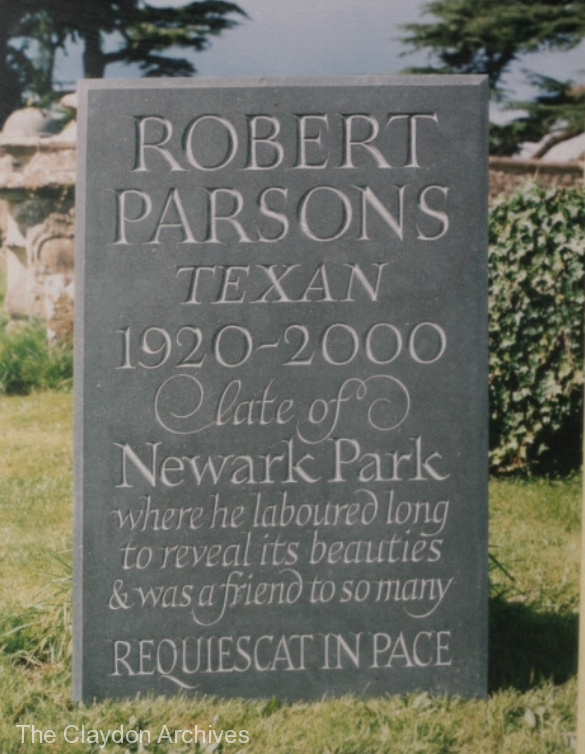 ROBERT
PARSONS
TEXAN
1920-2000
late of
Newark Park
where he laboured long
to reveal its beauties
& was a friend to so many
REQUIESCAT IN PACE
The Claydon Archives